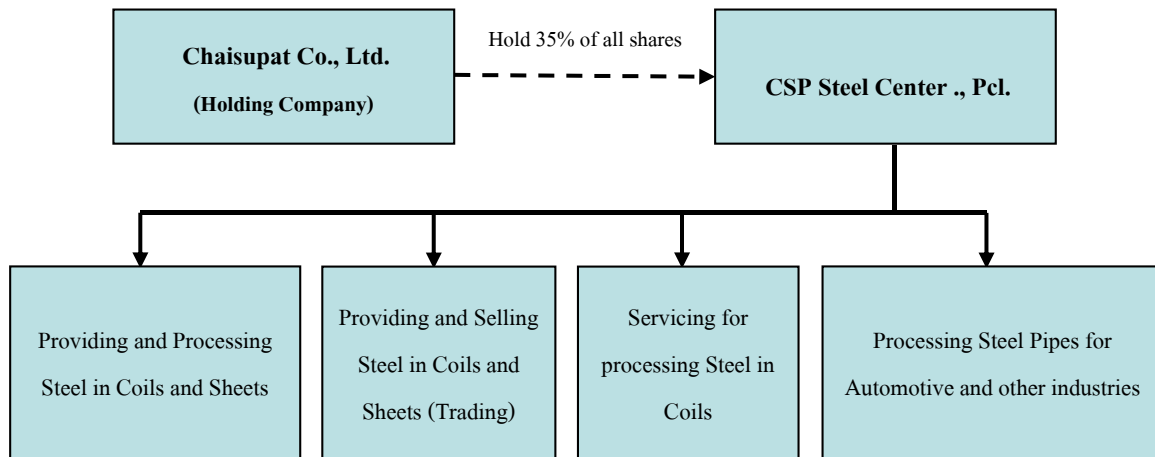 Chaisupat Co., Ltd.
(Holding Company)
Hold 35% of all shares
CSP Steel Center ., Pcl.
Providing and Processing
Steel in Coils and Sheets
Providing and Selling
Steel in Coils and
Sheets (Trading)
Servicing for
processing Steel in
Coils
Processing Steel Pipes for
Automotive and other industries